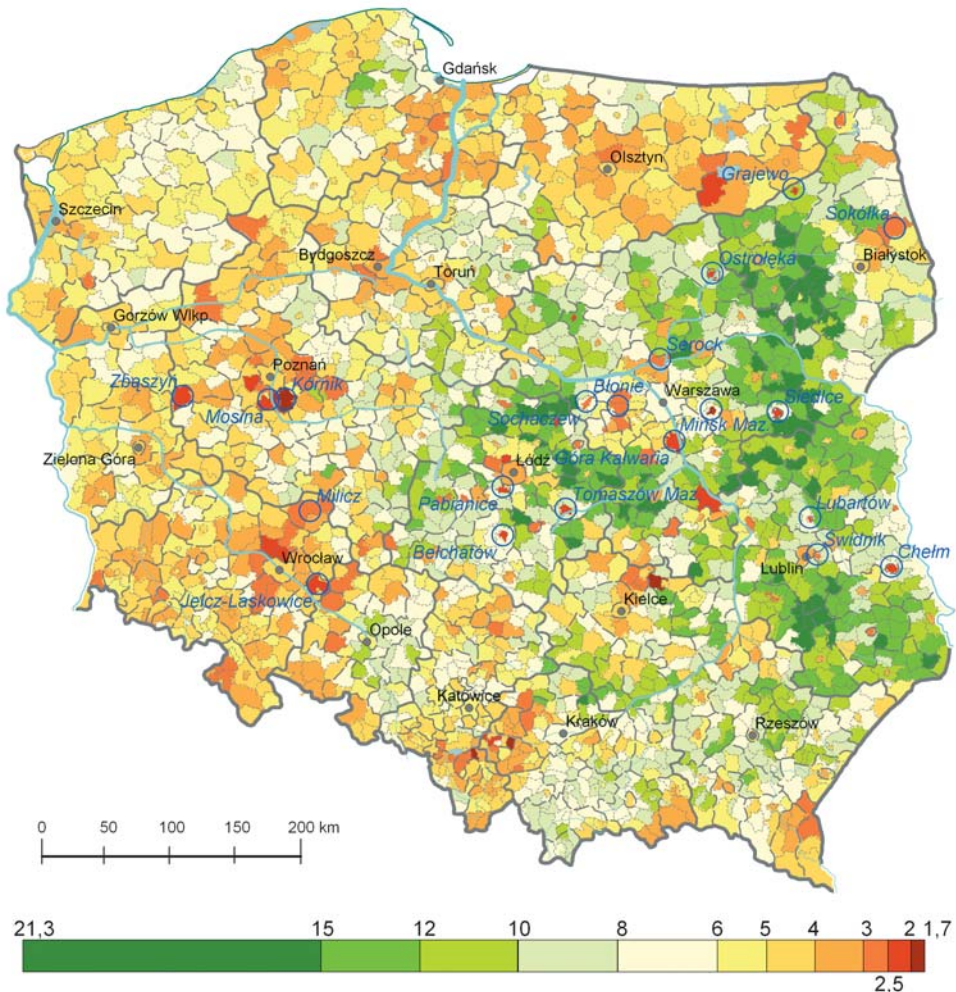 Gdańsk
Olsztyn
Grajewo
Szczecin
Sokółka
Bydgoszcz
Białystok
Ostrołęka
Toruń
Gorzów Wlkp.
Serock
Poznań
Zbąszyń
Kórnik
Błonie
Warszawa
Siedlce
Mosina
Sochaczew
Mińsk Maz.
Zielona Góra
Łódź
Góra Kalwaria
Milicz
Pabianice
Tomaszów Maz.
Lubartów
Bełchatów
Świdnik
Wrocław
Lublin
Chełm
Jelcz-Laskowice
Kielce
Opole
Katowice
Kraków
Rzeszów
0 50 100 150 200 km
21,3 15 12 10 8 6 5 4 3 2 1,7
2,5